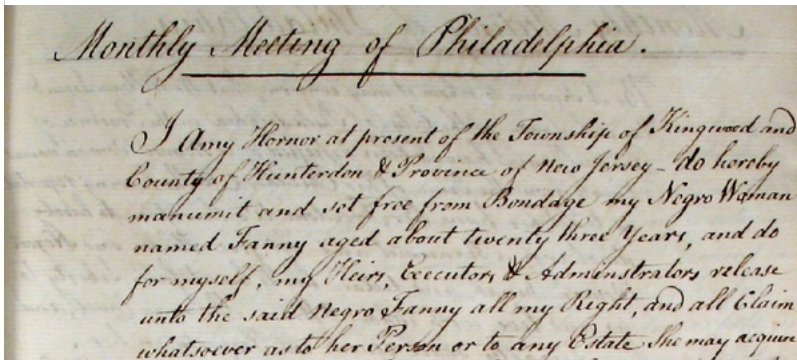 Monthly Meeting of Philadelphia.
I Amy Hornor at present of the Township of Kingwood and
County of Hunterdon & Province of New Jersey - do hereby
manumit and set free from Bondage my Negro Woman
named Fanny aged about twenty three Years, and do
for myself, my Heirs, Executors & Adminstrators release
unto the said Negro Fanny all my Right, and all Claim
whatsoever as to her Person or to any Estate She may acquire